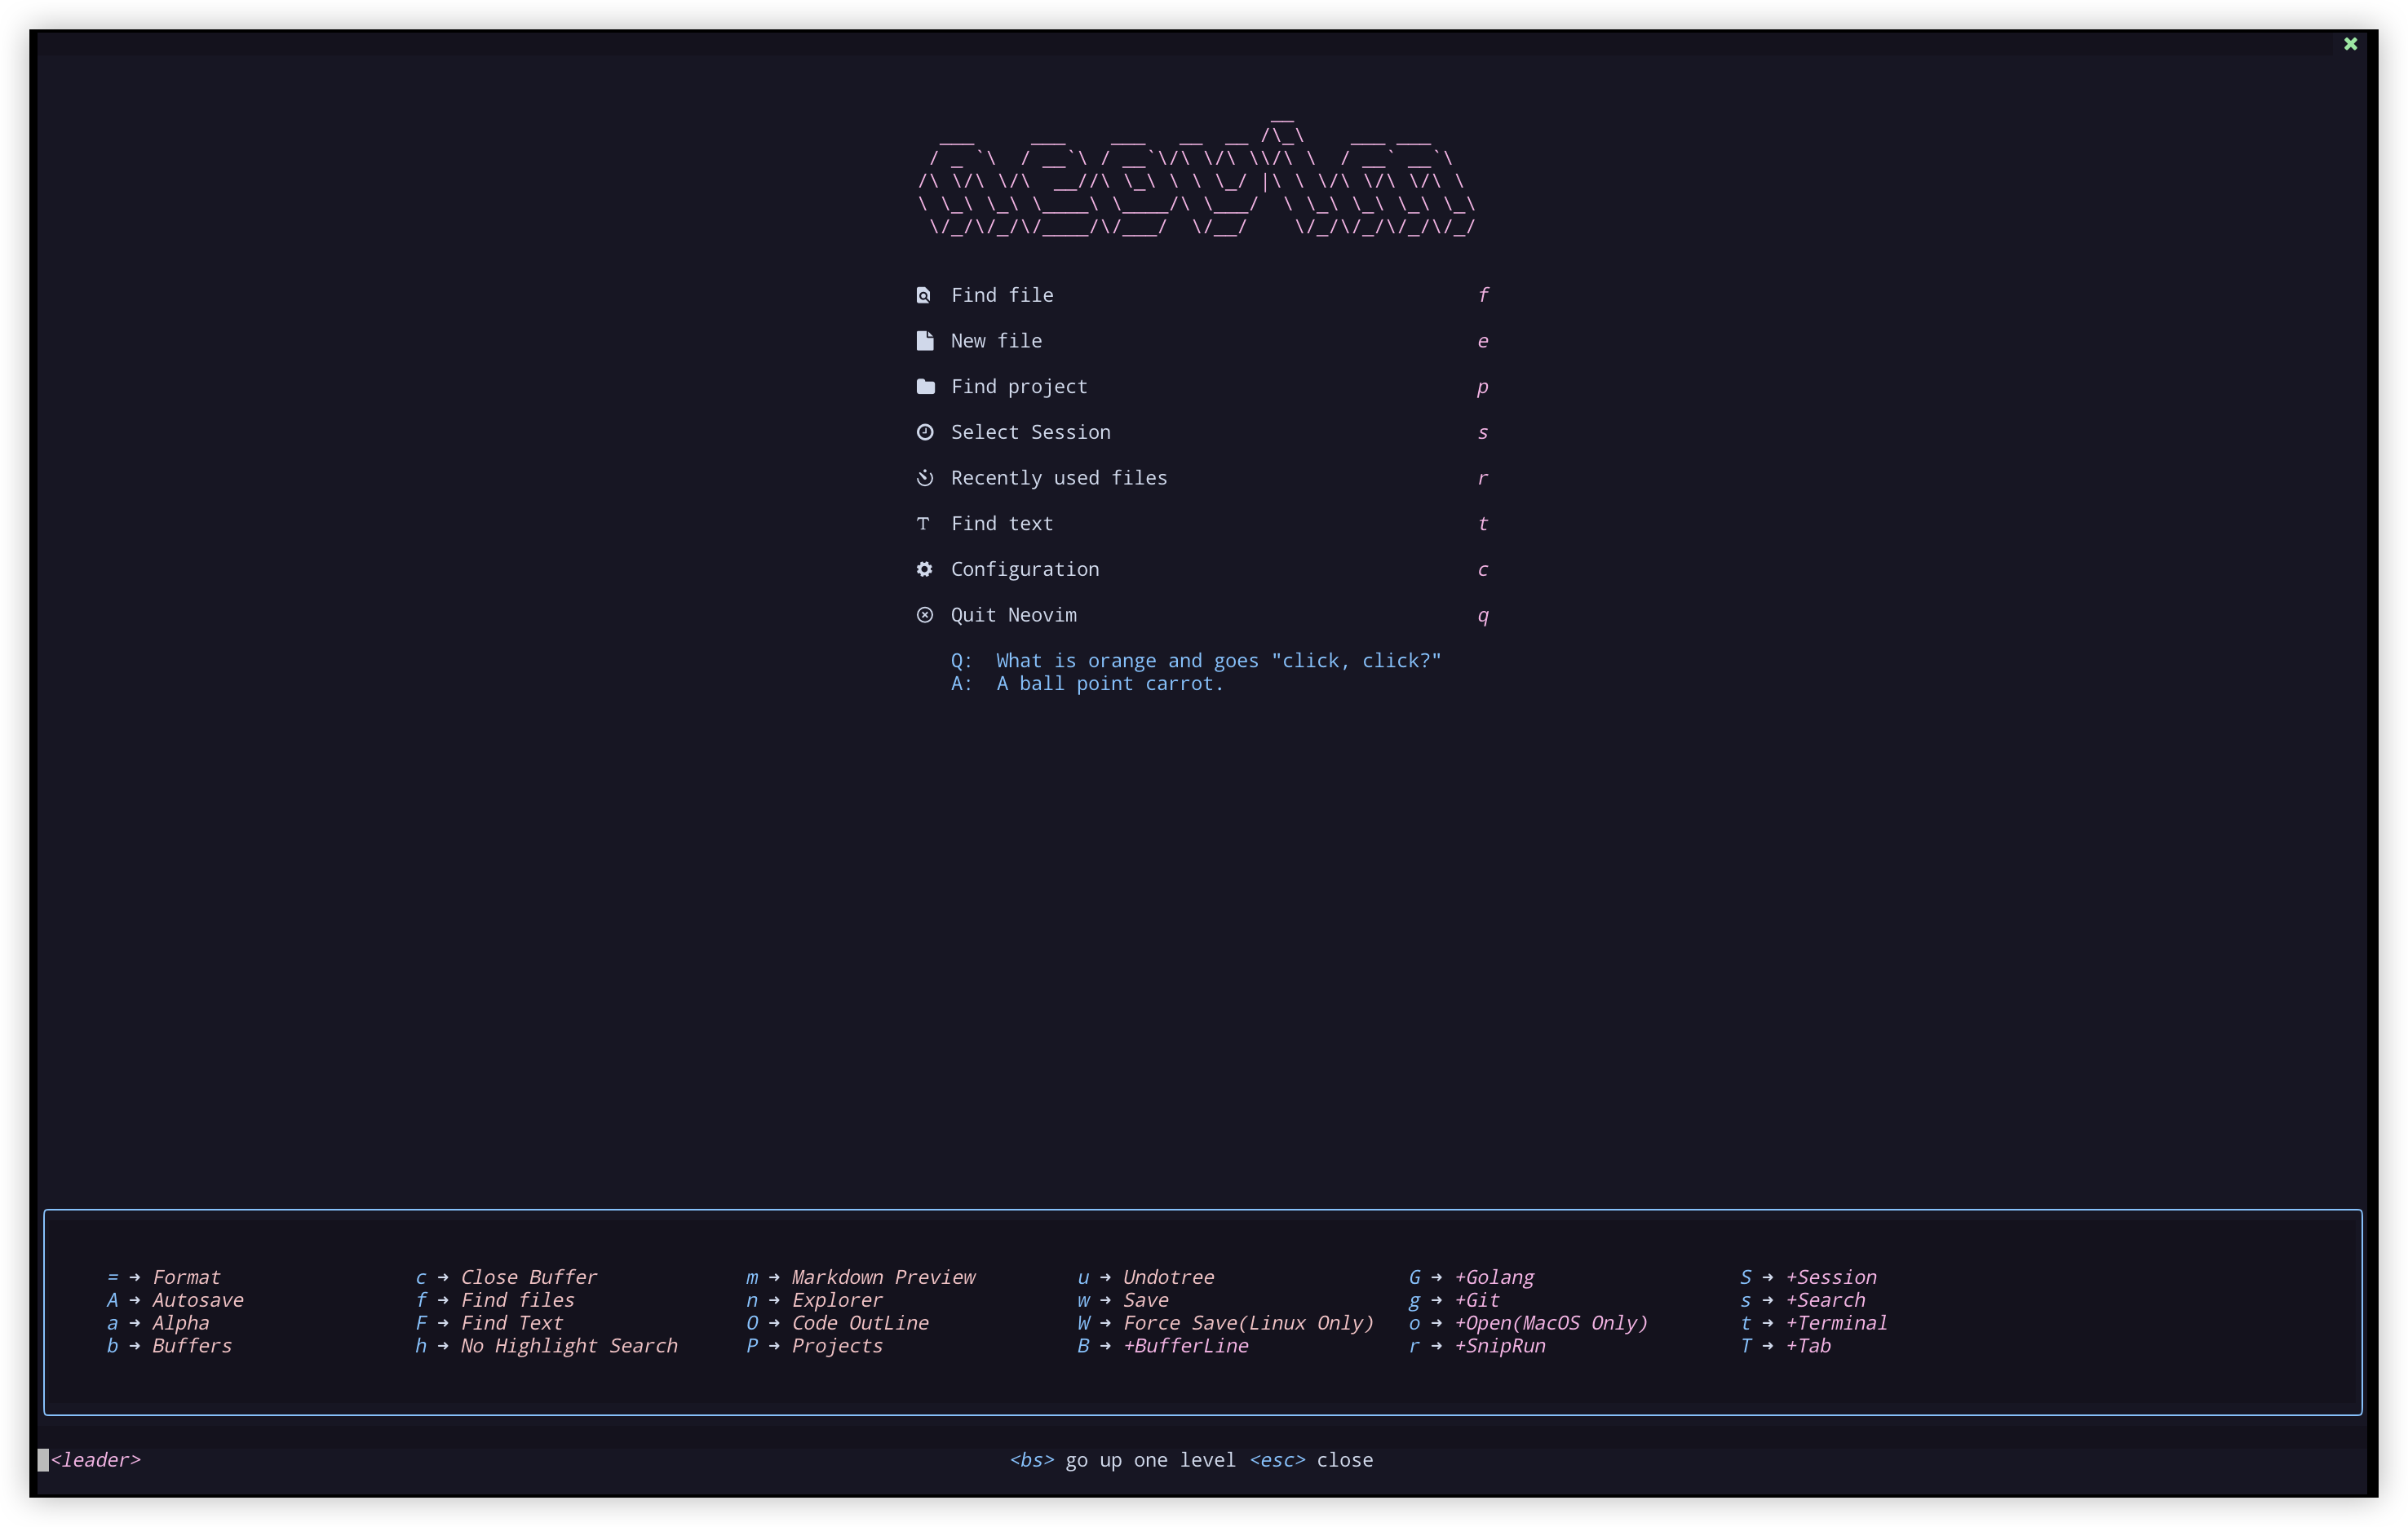 neovim
Find file f
New file e
Find project p
Select Session s
Recently used files r
Find text t
Configuration c
Quit Neovim q
Q: What is orange and goes "click, click?"
A: A ball point carrot.
= → Format c → Close Buffer m → Markdown Preview u → Undotree G → +Golang S → +Session
A → Autosave f → Find files n → Explorer w → Save g → +Git s → +Search
a → Alpha F → Find Text O → Code OutLine W → Force Save(Linux Only) o → +Open(MacOS Only) t → +Terminal
b → Buffers h → No Highlight Search P → Projects B → +BufferLine r → +SnipRun T → +Tab
<leader> <bs> go up one level <esc> close